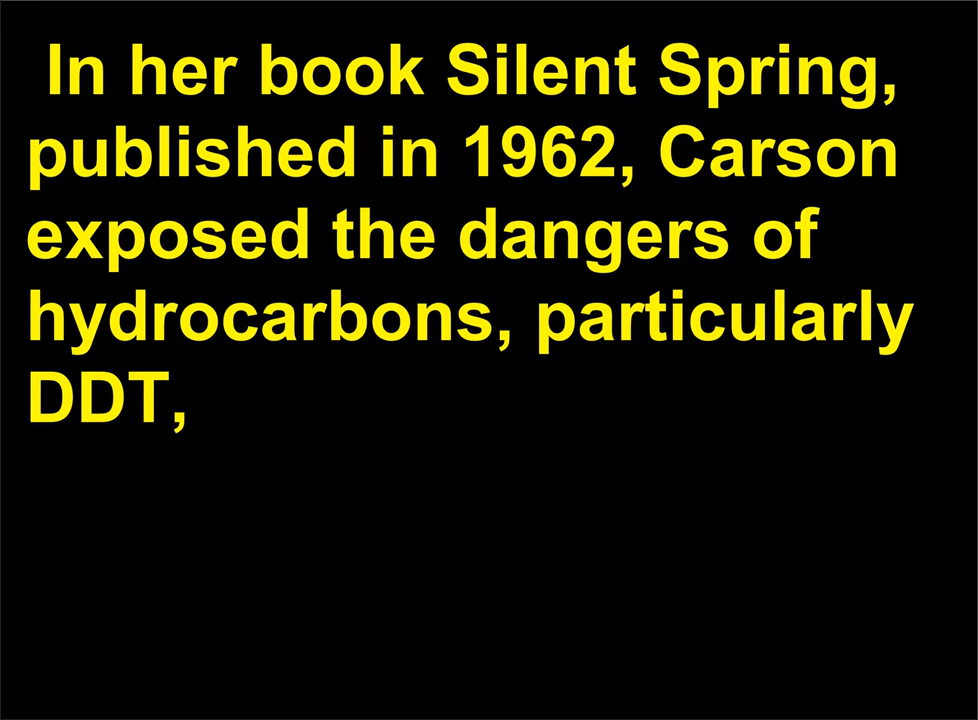 In her book Silent Spring,
published in 1962, Carson
exposed the dangers of
hydrocarbons, particularly
DDT,